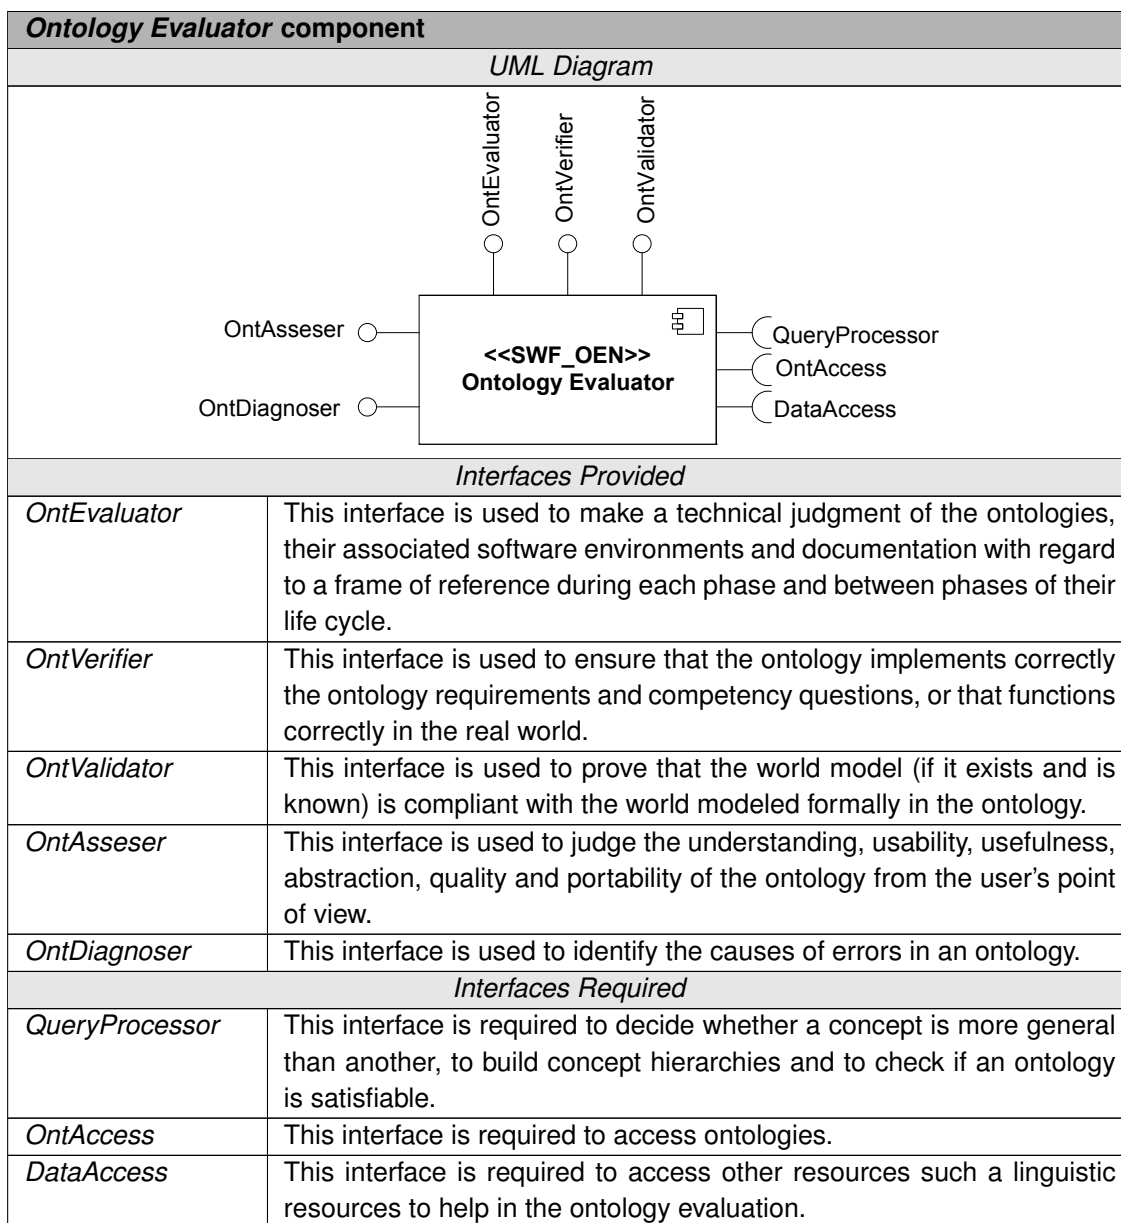 Ontology Evaluator component
UML Diagram
OntEvaluator
OntVerifier
OntValidator
OntAsseser
OntDiagnoser
<<SWF_OEN>>
Ontology Evaluator
QueryProcessor
OntAccess
DataAccess
Interfaces Provided
OntEvaluator This interface is used to make a technical judgment of the ontologies,
their associated software environments and documentation with regard
to a frame of reference during each phase and between phases of their
life cycle.
OntVerifier This interface is used to ensure that the ontology implements correctly
the ontology requirements and competency questions, or that functions
correctly in the real world.
OntValidator This interface is used to prove that the world model (if it exists and is
known) is compliant with the world modeled formally in the ontology.
OntAsseser This interface is used to judge the understanding, usability, usefulness,
abstraction, quality and portability of the ontology from the user's point
of view.
OntDiagnoser This interface is used to identify the causes of errors in an ontology.
Interfaces Required
QueryProcessor This interface is required to decide whether a concept is more general
than another, to build concept hierarchies and to check if an ontology
is satisfiable.
OntAccess This interface is required to access ontologies.
DataAccess This interface is required to access other resources such a linguistic
resources to help in the ontology evaluation.